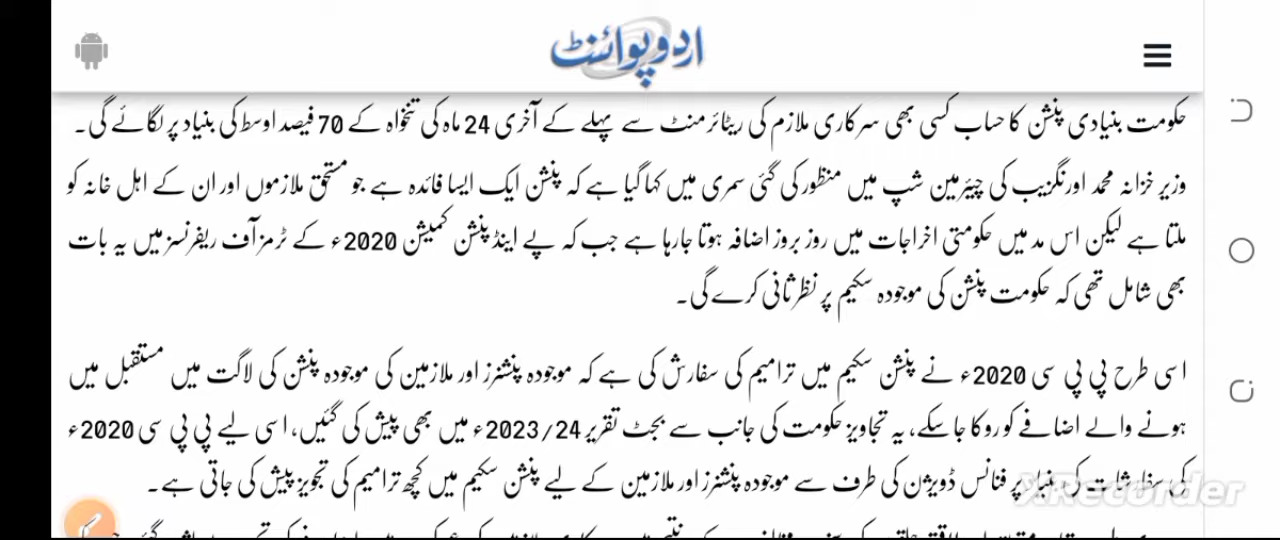 اردو پوائنٹ
حکومت بنیادی پنشن کا حساب کسی بھی سرکاری ملازم کی ریٹائرمنٹ سے پہلے کے آخری 24 ماہ کی تنخواہ کے 70 فیصد اوسط کی بنیاد پر لگائے گی۔
وزیر خزانہ محمد اورنگزیب کی چیئرمین شپ میں منظور کی گئی سمری میں کہا گیا ہے کہ پنشن ایک ایسا فائدہ ہے جو مستحق ملازموں اور ان کے اہل خانہ کو
ملتا ہے لیکن اس مد میں حکومتی اخراجات میں روز بروز اضافہ ہوتا جارہا ہے جب کہ پے اینڈ پنشن کمیشن 2020ء کے ٹرمز آف ریفرنسز میں یہ بات
بھی شامل تھی کہ حکومت پنشن کی موجودہ سکیم پر نظرثانی کرے گی۔
اسی طرح پی پی سی 2020ء نے پنشن سکیم میں ترامیم کی سفارش کی ہے کہ موجودہ پنشنرز اور ملازمین کی موجودہ پنشن کی لاگت میں مستقبل میں
ہونے والے اضافے کو روکا جاسکے، یہ تجاویز حکومت کی جانب سے بجٹ تقریر 2023/24ء میں بھی پیش کی گئیں، اسی لیے پی پی سی 2020ء
کی سفارشات کی بنیاد پر فنانس ڈویژن کی طرف سے موجودہ پنشنرز اور ملازمین کے لیے پنشن سکیم میں کچھ ترامیم کی تجویز پیش کی جاتی ہے۔
XRecorder